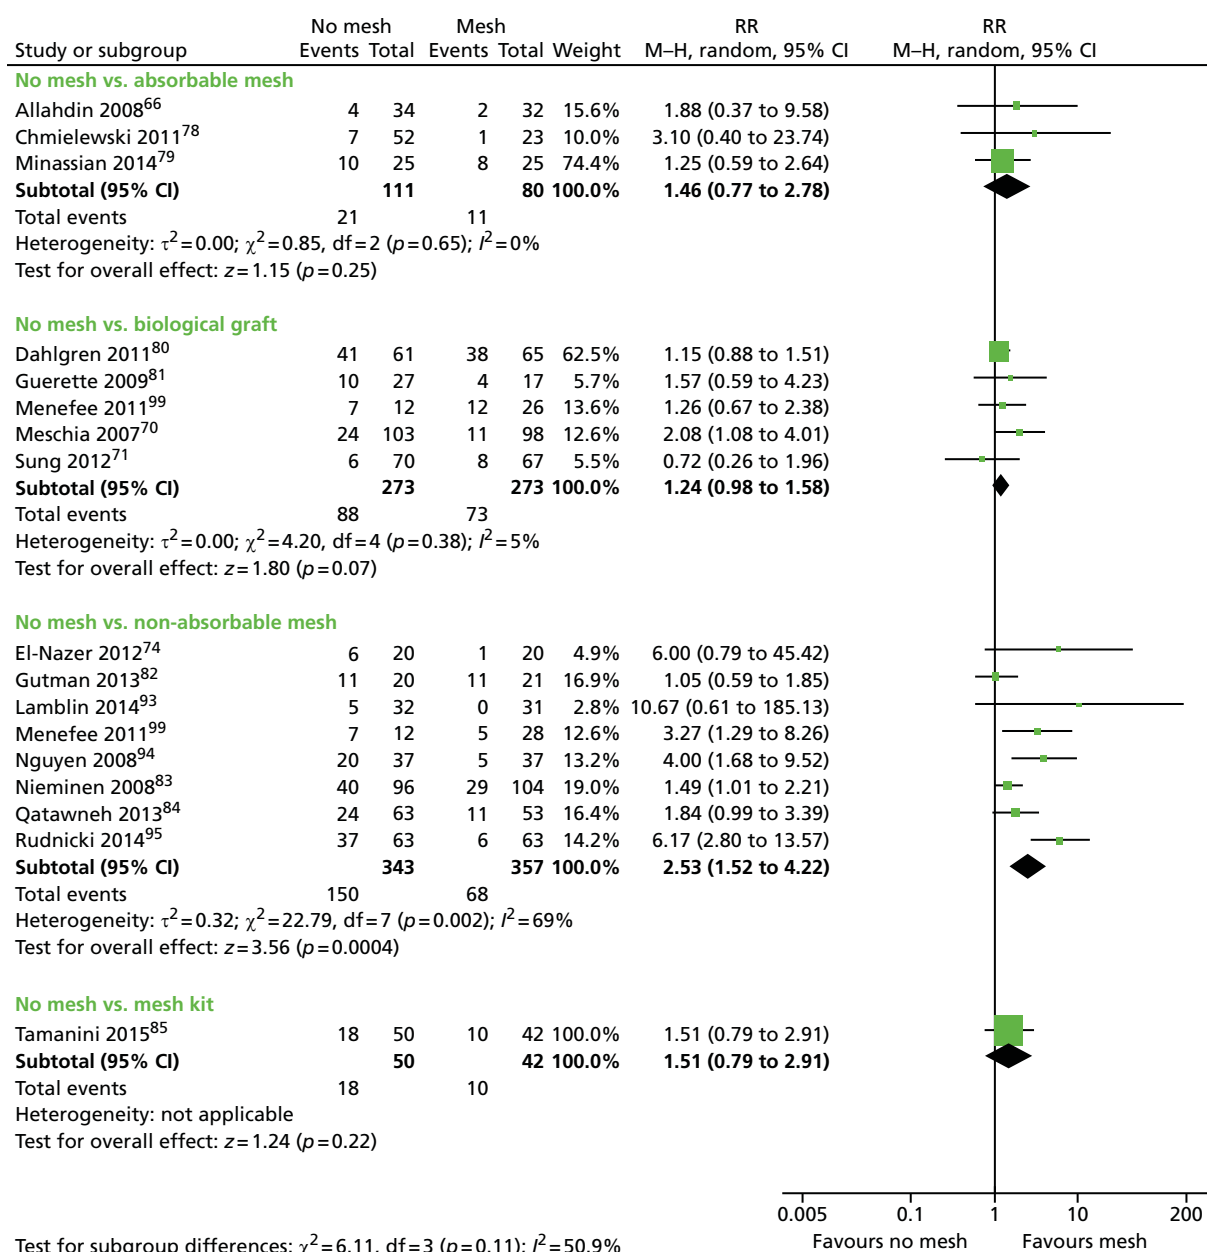 No mesh Mesh RR RR
Study or subgroup Events Total Events Total Weight M–H, random, 95% CI M–H, random, 95% CI
No mesh vs. absorbable mesh
Allahdin 2008⁶⁶ 4 34 2 32 15.6% 1.88 (0.37 to 9.58)
Chmielewski 2011⁷⁸ 7 52 1 23 10.0% 3.10 (0.40 to 23.74)
Minassian 2014⁷⁹ 10 25 8 25 74.4% 1.25 (0.59 to 2.64)
Subtotal (95% CI) 111 80 100.0% 1.46 (0.77 to 2.78)
Total events 21 11
Heterogeneity: τ²=0.00; χ²=0.85, df=2 (p=0.65); I²=0%
Test for overall effect: z=1.15 (p=0.25)
No mesh vs. biological graft
Dahlgren 2011⁸⁰ 41 61 38 65 62.5% 1.15 (0.88 to 1.51)
Guerette 2009⁸¹ 10 27 4 17 5.7% 1.57 (0.59 to 4.23)
Menefee 2011⁹⁹ 7 12 12 26 13.6% 1.26 (0.67 to 2.38)
Meschia 2007⁷⁰ 24 103 11 98 12.6% 2.08 (1.08 to 4.01)
Sung 2012⁷¹ 6 70 8 67 5.5% 0.72 (0.26 to 1.96)
Subtotal (95% CI) 273 273 100.0% 1.24 (0.98 to 1.58)
Total events 88 73
Heterogeneity: τ²=0.00; χ²=4.20, df=4 (p=0.38); I²=5%
Test for overall effect: z=1.80 (p=0.07)
No mesh vs. non-absorbable mesh
El-Nazer 2012⁷⁴ 6 20 1 20 4.9% 6.00 (0.79 to 45.42)
Gutman 2013⁸² 11 20 11 21 16.9% 1.05 (0.59 to 1.85)
Lamblin 2014⁹³ 5 32 0 31 2.8% 10.67 (0.61 to 185.13)
Menefee 2011⁹⁹ 7 12 5 28 12.6% 3.27 (1.29 to 8.26)
Nguyen 2008⁹⁴ 20 37 5 37 13.2% 4.00 (1.68 to 9.52)
Nieminen 2008⁸³ 40 96 29 104 19.0% 1.49 (1.01 to 2.21)
Qatawneh 2013⁸⁴ 24 63 11 53 16.4% 1.84 (0.99 to 3.39)
Rudnicki 2014⁹⁵ 37 63 6 63 14.2% 6.17 (2.80 to 13.57)
Subtotal (95% CI) 343 357 100.0% 2.53 (1.52 to 4.22)
Total events 150 68
Heterogeneity: τ²=0.32; χ²=22.79, df=7 (p=0.002); I²=69%
Test for overall effect: z=3.56 (p=0.0004)
No mesh vs. mesh kit
Tamanini 2015⁸⁵ 18 50 10 42 100.0% 1.51 (0.79 to 2.91)
Subtotal (95% CI) 50 42 100.0% 1.51 (0.79 to 2.91)
Total events 18 10
Heterogeneity: not applicable
Test for overall effect: z=1.24 (p=0.22)
0.005 0.1 1 10 200
Favours no mesh Favours mesh
Test for subgroup differences: χ²=6.11, df=3 (p=0.11); I²=50.9%